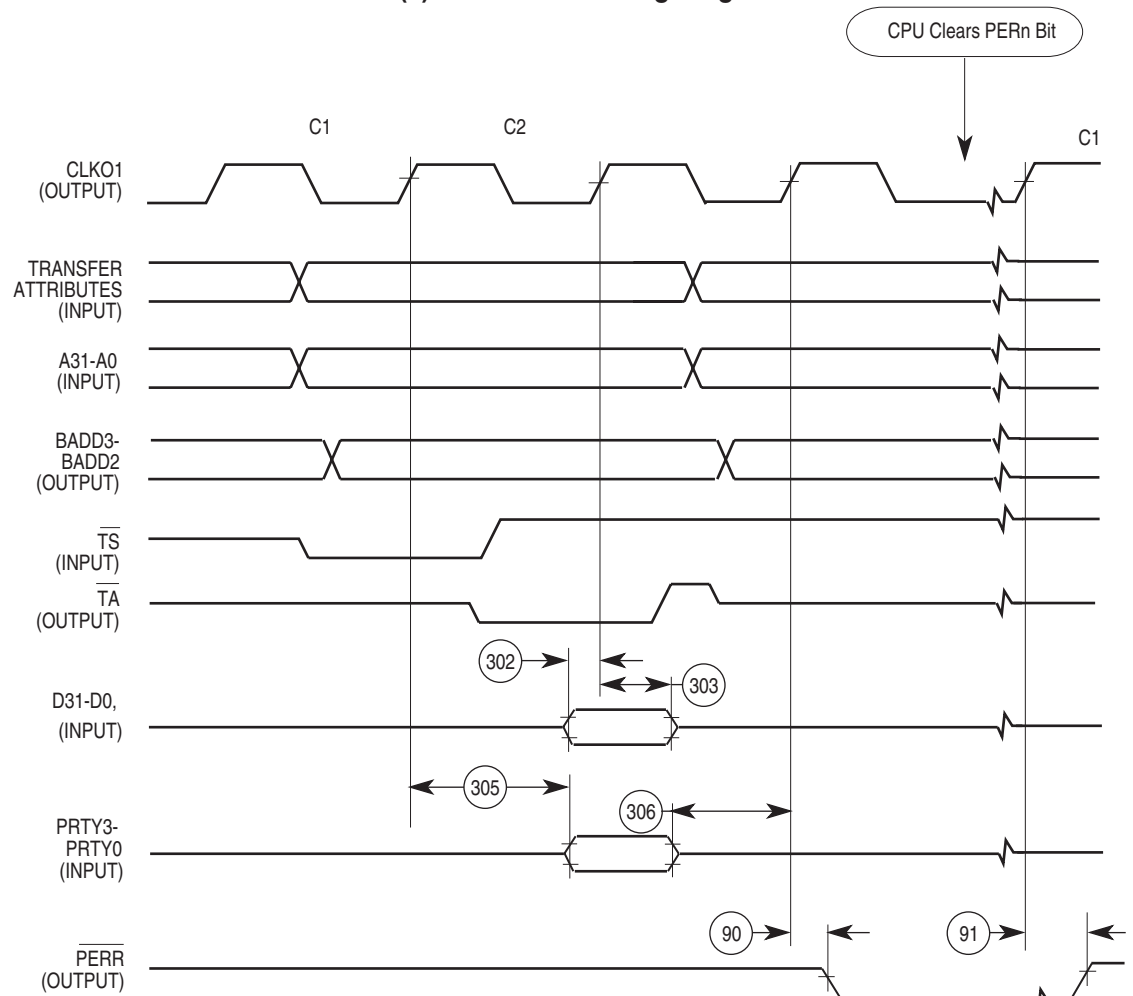 CPU Clears PERn Bit
C1
C2
C1
CLKO1
(OUTPUT)
TRANSFER
ATTRIBUTES
(INPUT)
A31-A0
(INPUT)
BADD3-
BADD2
(OUTPUT)
TS
(INPUT)
TA
(OUTPUT)
302
303
D31-D0,
(INPUT)
305
306
PRTY3-
PRTY0
(INPUT)
90
91
PERR
(OUTPUT)